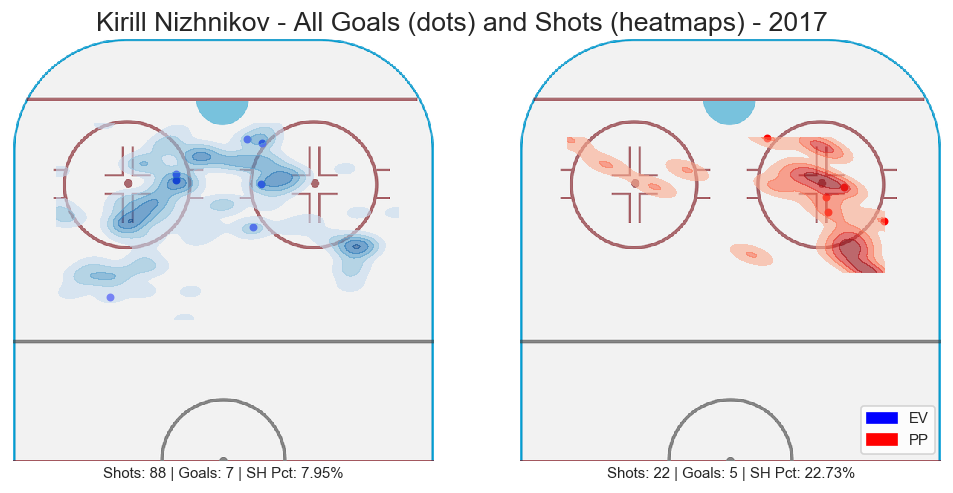 Kirill Nizhnikov - All Goals (dots) and Shots (heatmaps) - 2017
EV
PP
Shots: 88 | Goals: 7 | SH Pct: 7.95%
Shots: 22 | Goals: 5 | SH Pct: 22.73%